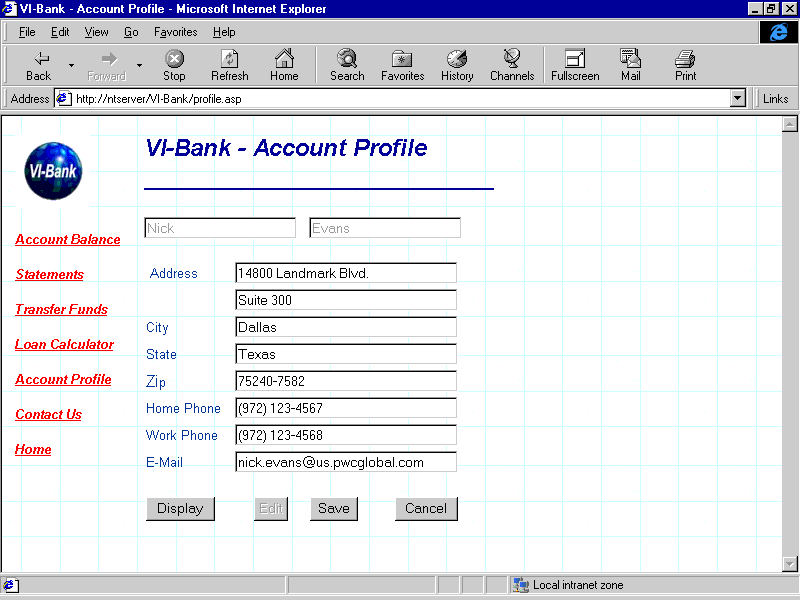 VI-Bank - Account Profile - Microsoft Internet Explorer
File Edit View Go Favorites Help
Back Forward Stop Refresh Home Search Favorites History Channels Fullscreen Mail Print
Address http://ntserver/VI-Bank/profile.asp Links
VI-Bank
VI-Bank - Account Profile
Nick Evans
Account Balance
Statements
Transfer Funds
Loan Calculator
Account Profile
Contact Us
Home
Address 14800 Landmark Blvd.
Suite 300
City Dallas
State Texas
Zip 75240-7582
Home Phone (972) 123-4567
Work Phone (972) 123-4568
E-Mail nick.evans@us.pwcglobal.com
Display Edit Save Cancel
Local intranet zone